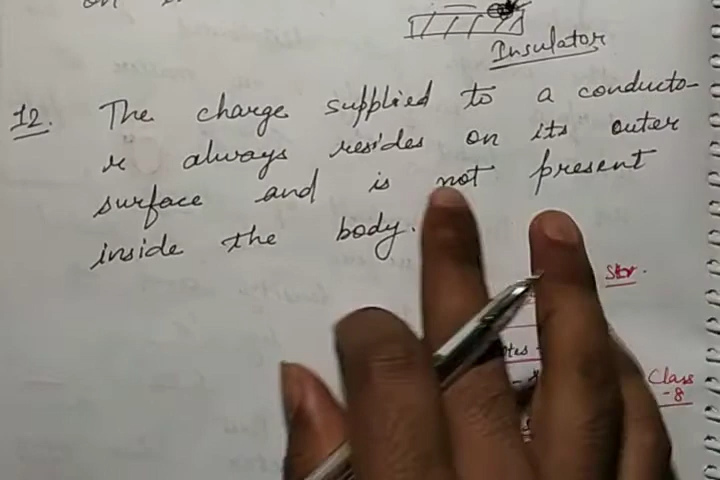 Insulator
12. The charge supplied to a conducto-
r always resides on its outer
surface and is not present
inside the body.
Class
-8